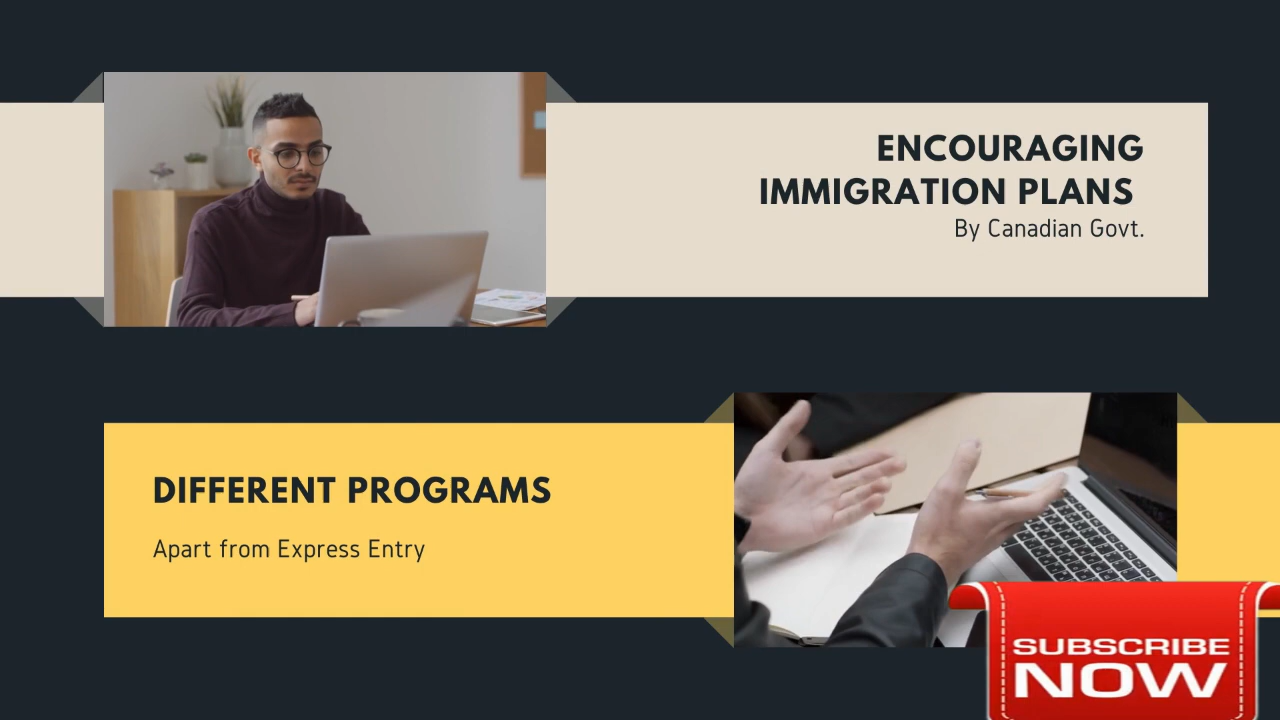 ENCOURAGING
IMMIGRATION PLANS
By Canadian Govt.
DIFFERENT PROGRAMS
Apart from Express Entry
SUBSCRIBE
NOW